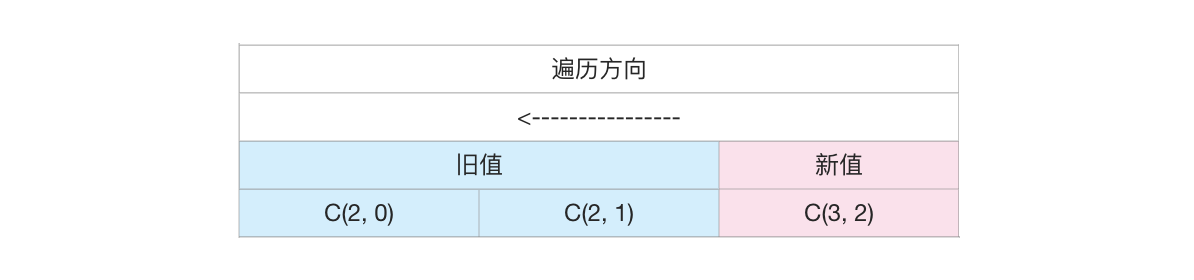 遍历方向
<----------------
旧值 新值
C(2, 0) C(2, 1) C(3, 2)